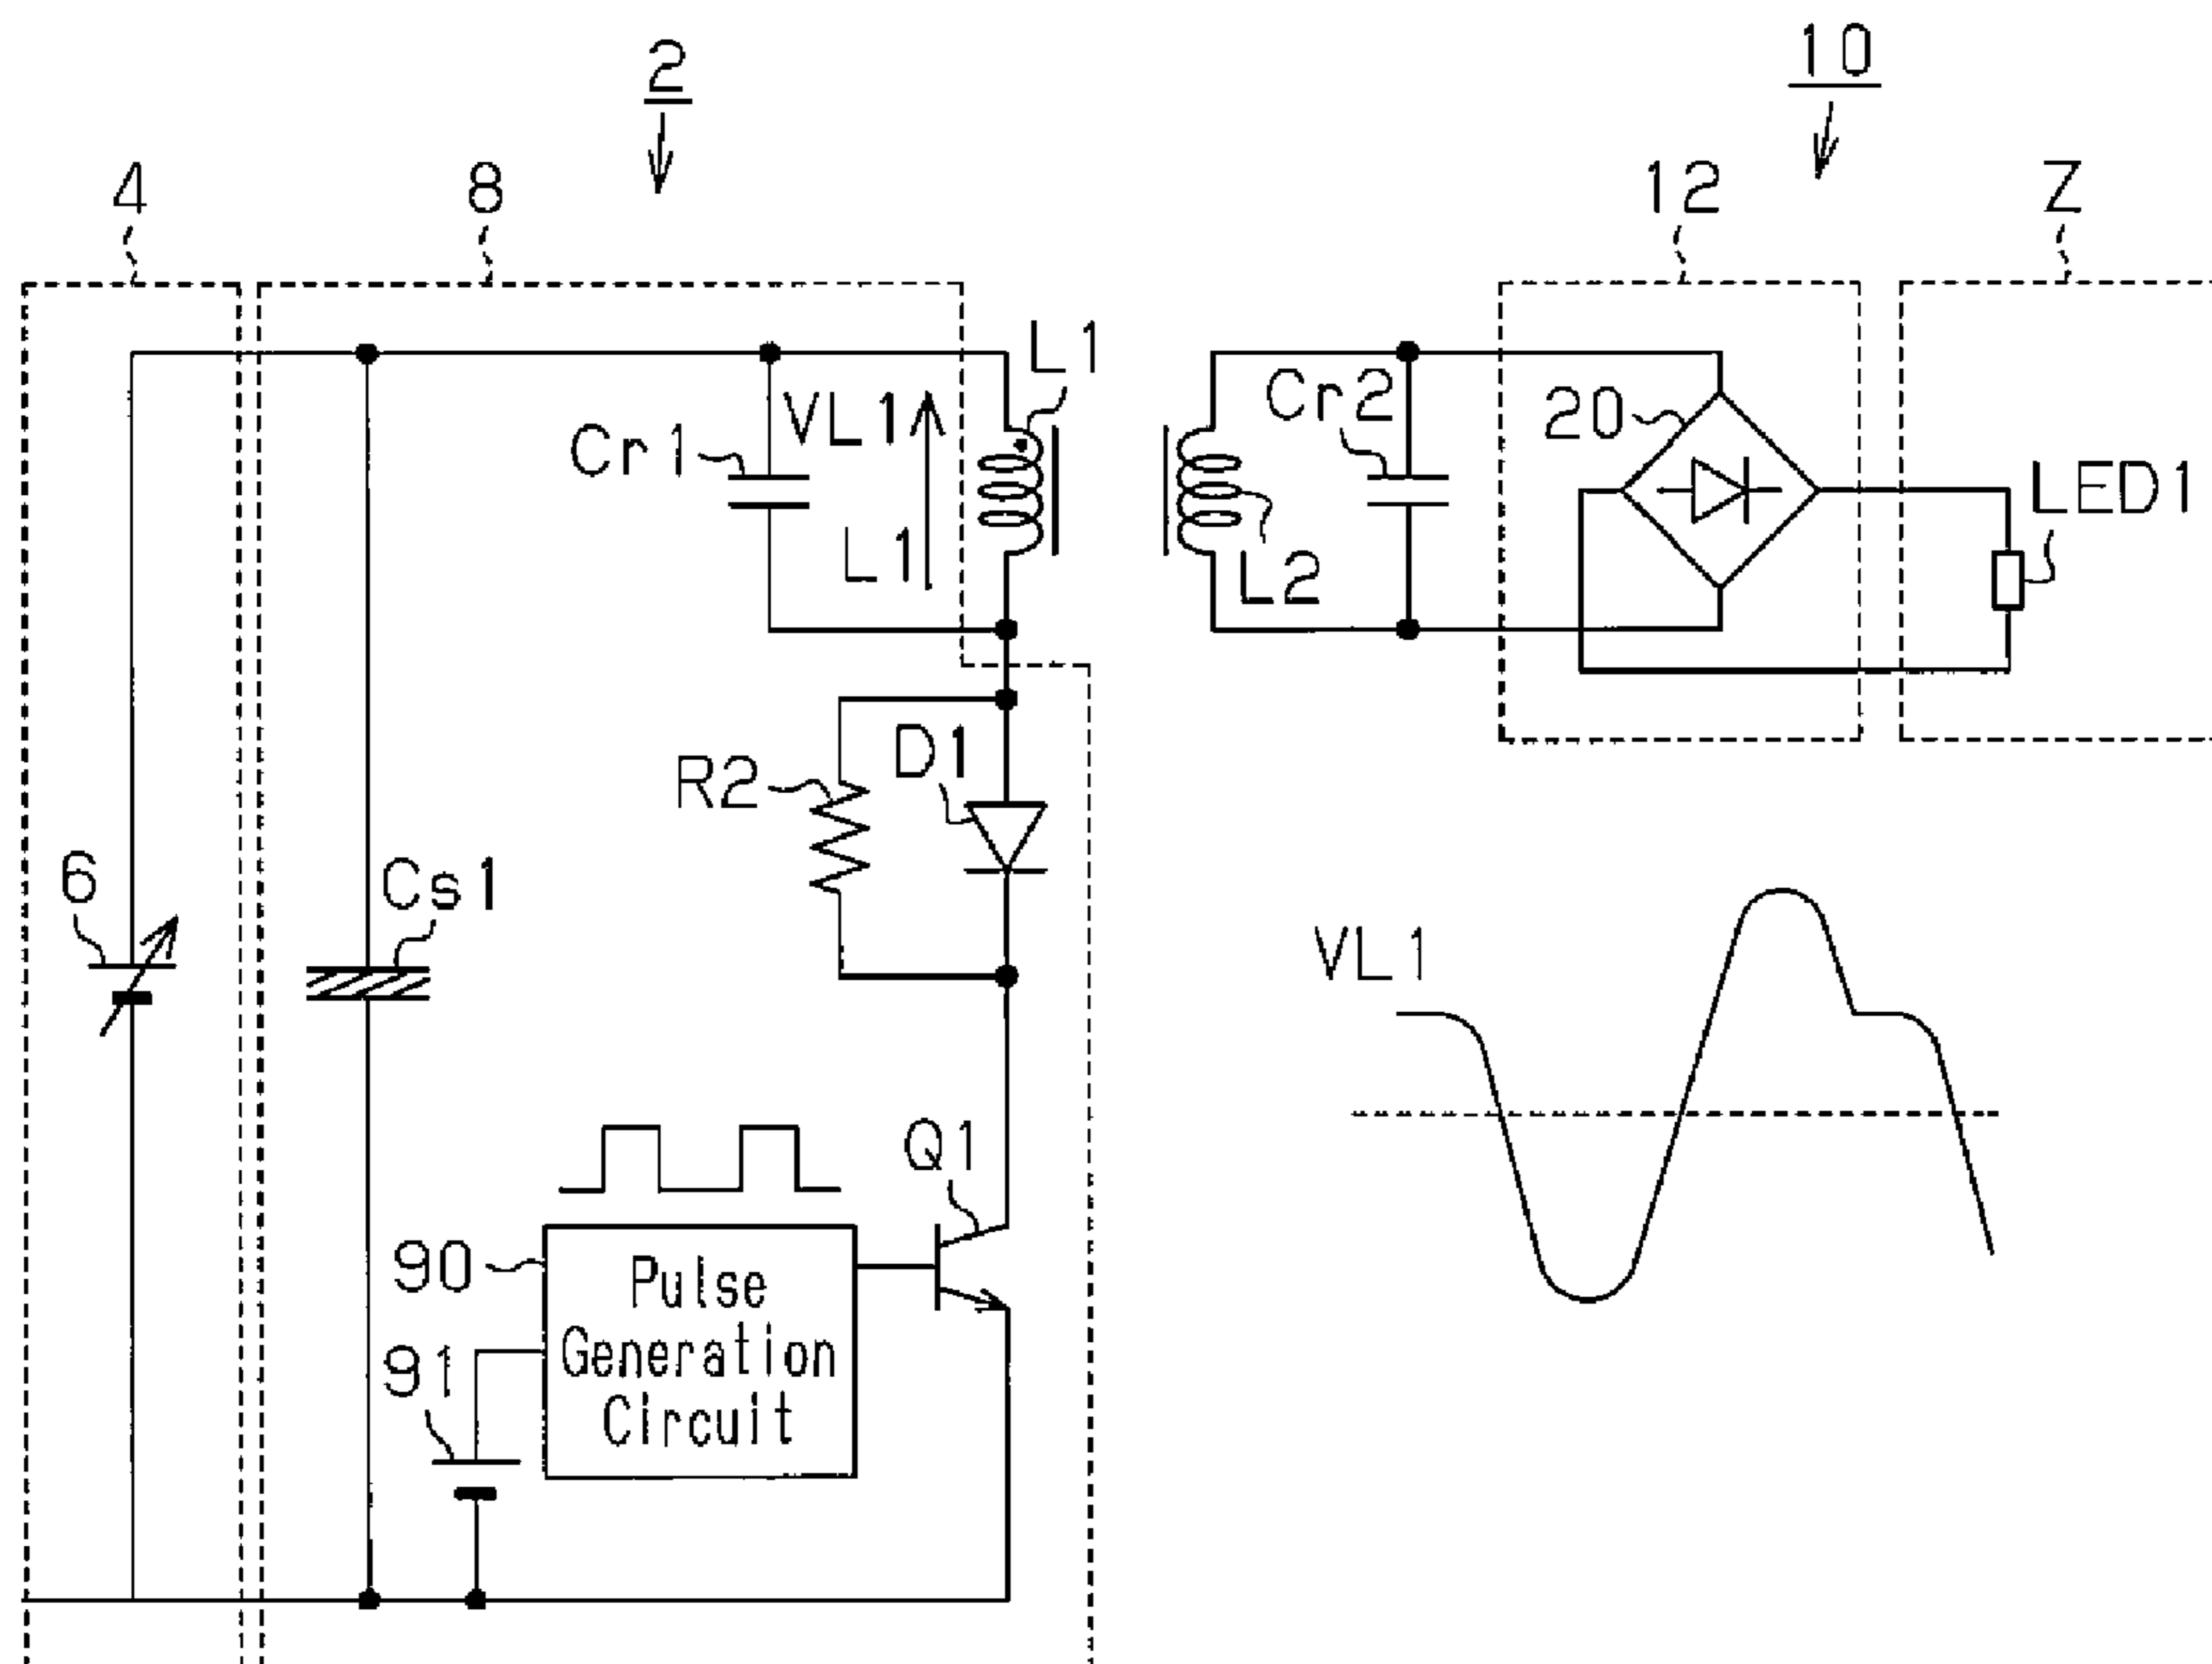 2
10
4
8
12
Z
L1
Cr1
VL1
L1
Cr2
L2
20
LED1
R2
D1
6
Cs1
VL1
Q1
90
Pulse
Generation
Circuit
91